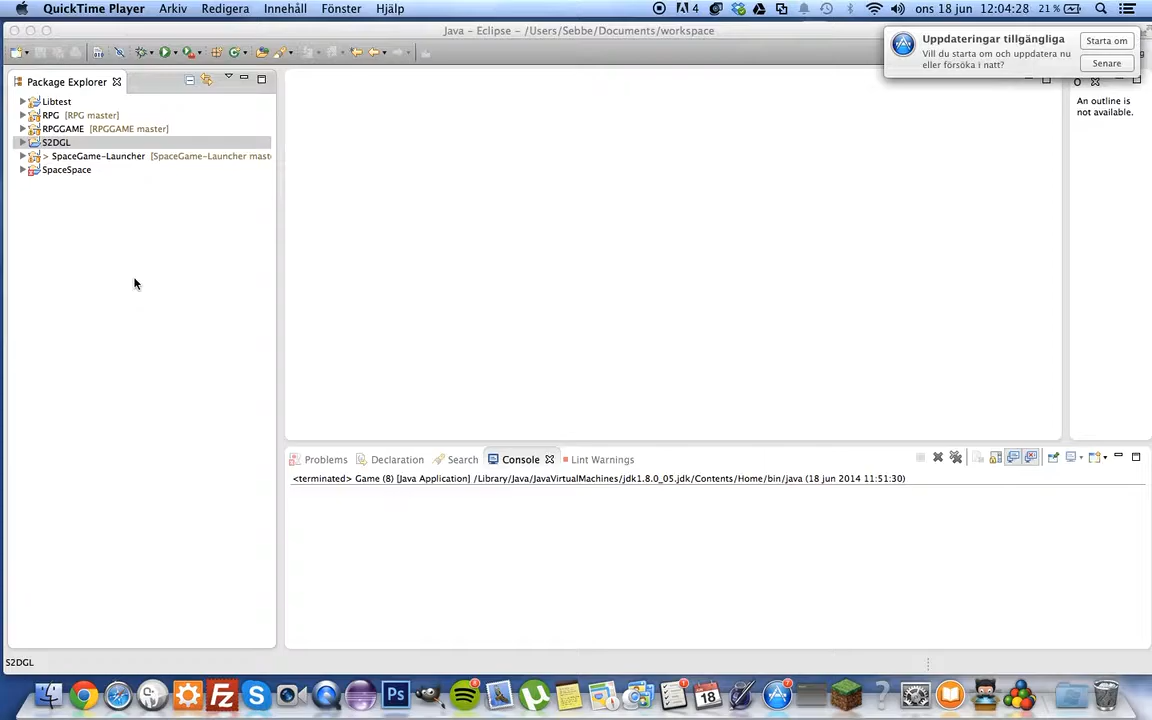 QuickTime Player Arkiv Redigera Innehåll Fönster Hjälp 4 ons 18 jun 12:04:28 21 %
Java – Eclipse – /Users/Sebbe/Documents/workspace
Uppdateringar tillgängliga
Vill du starta om och uppdatera nu
eller försöka i natt?
Starta om
Senare
Package Explorer
Libtest
RPG [RPG master]
RPGGAME [RPGGAME master]
S2DGL
> SpaceGame-Launcher [SpaceGame-Launcher mast
SpaceSpace
An outline is
not available.
Problems Declaration Search Console Lint Warnings
<terminated> Game (8) [Java Application] /Library/Java/JavaVirtualMachines/jdk1.8.0_05.jdk/Contents/Home/bin/java (18 jun 2014 11:51:30)
S2DGL
Ps
18